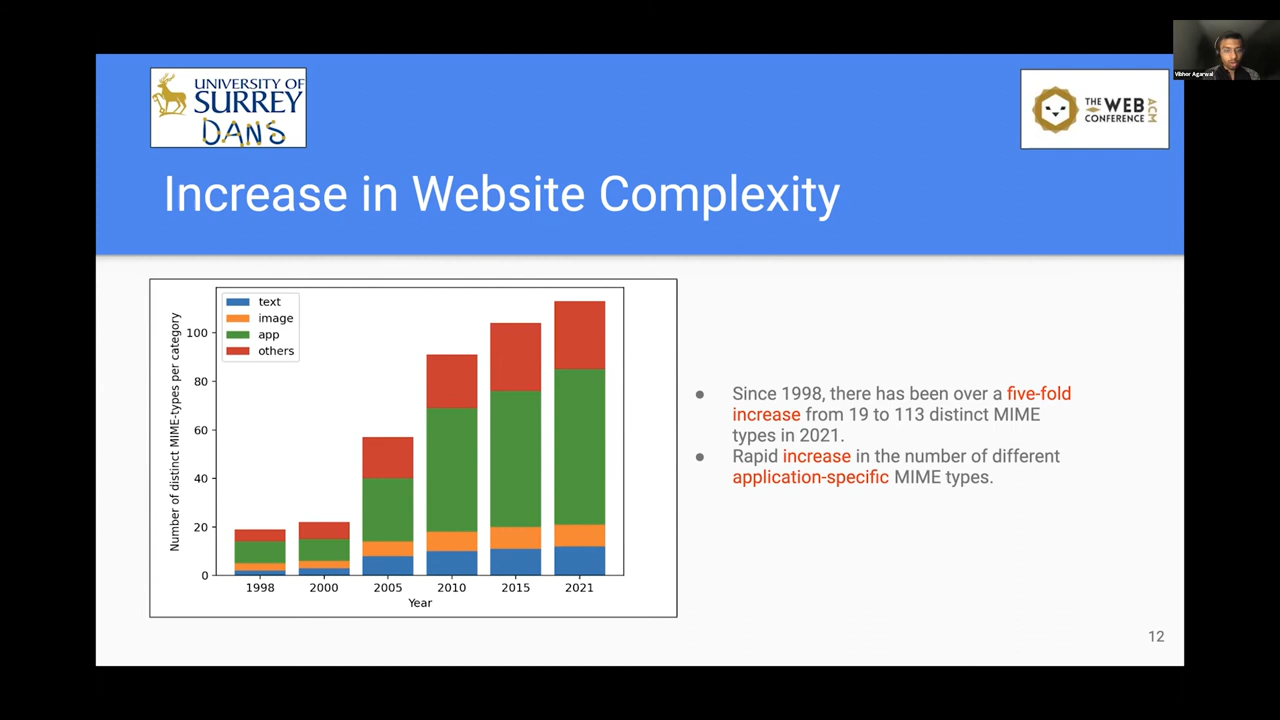 Vibhor Agarwal
UNIVERSITY OF
SURREY
DANS
THE WEB
CONFERENCE
ACM
Increase in Website Complexity
text
image
app
others
Number of distinct MIME-types per category
100
80
60
40
20
0
1998 2000 2005 2010 2015 2021
Year
● Since 1998, there has been over a five-fold
increase from 19 to 113 distinct MIME
types in 2021.
● Rapid increase in the number of different
application-specific MIME types.
12